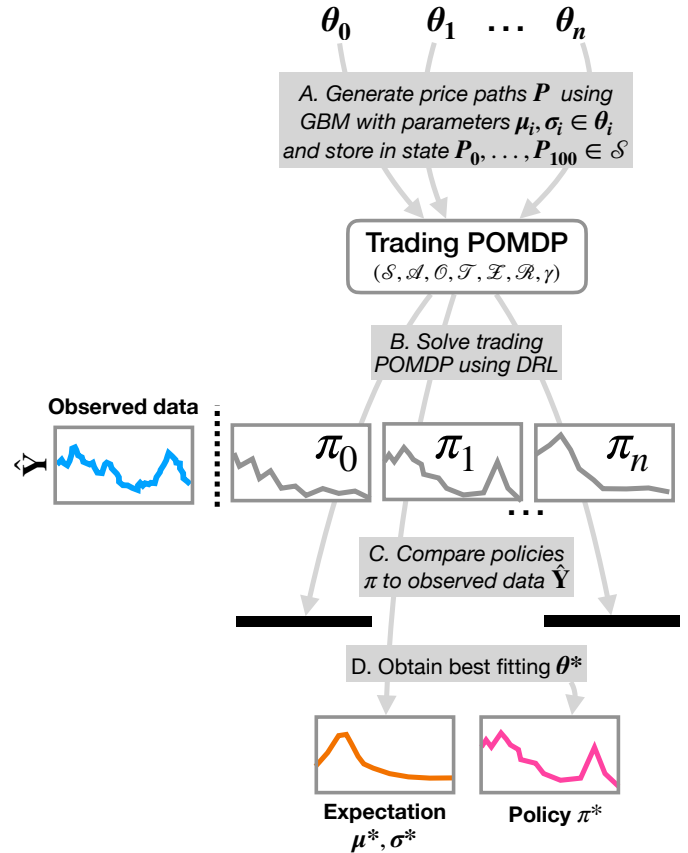 θ₀ θ₁ ... θₙ
A. Generate price paths P using
GBM with parameters μᵢ, σᵢ ∈ θᵢ
and store in state P₀, . . . , P₁₀₀ ∈ 𝒮
Trading POMDP
(𝒮, 𝒜, 𝒪, 𝒯, 𝒵, ℛ, γ)
B. Solve trading
POMDP using DRL
Observed data
Ŷ
π₀ π₁ πₙ
...
C. Compare policies
π to observed data Ŷ
D. Obtain best fitting θ*
Expectation
μ*, σ*
Policy π*